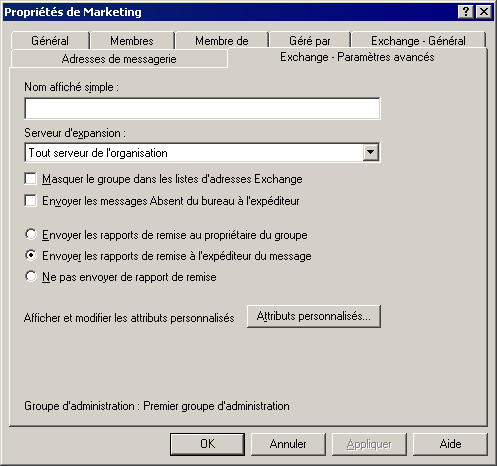 Propriétés de Marketing
Général
Membres
Membre de
Géré par
Exchange - Général
Adresses de messagerie
Exchange - Paramètres avancés
Nom affiché simple :
Serveur d'expansion :
Tout serveur de l'organisation
Masquer le groupe dans les listes d'adresses Exchange
Envoyer les messages Absent du bureau à l'expéditeur
Envoyer les rapports de remise au propriétaire du groupe
Envoyer les rapports de remise à l'expéditeur du message
Ne pas envoyer de rapport de remise
Afficher et modifier les attributs personnalisés
Attributs personnalisés...
Groupe d'administration : Premier groupe d'administration
OK
Annuler
Appliquer
Aide